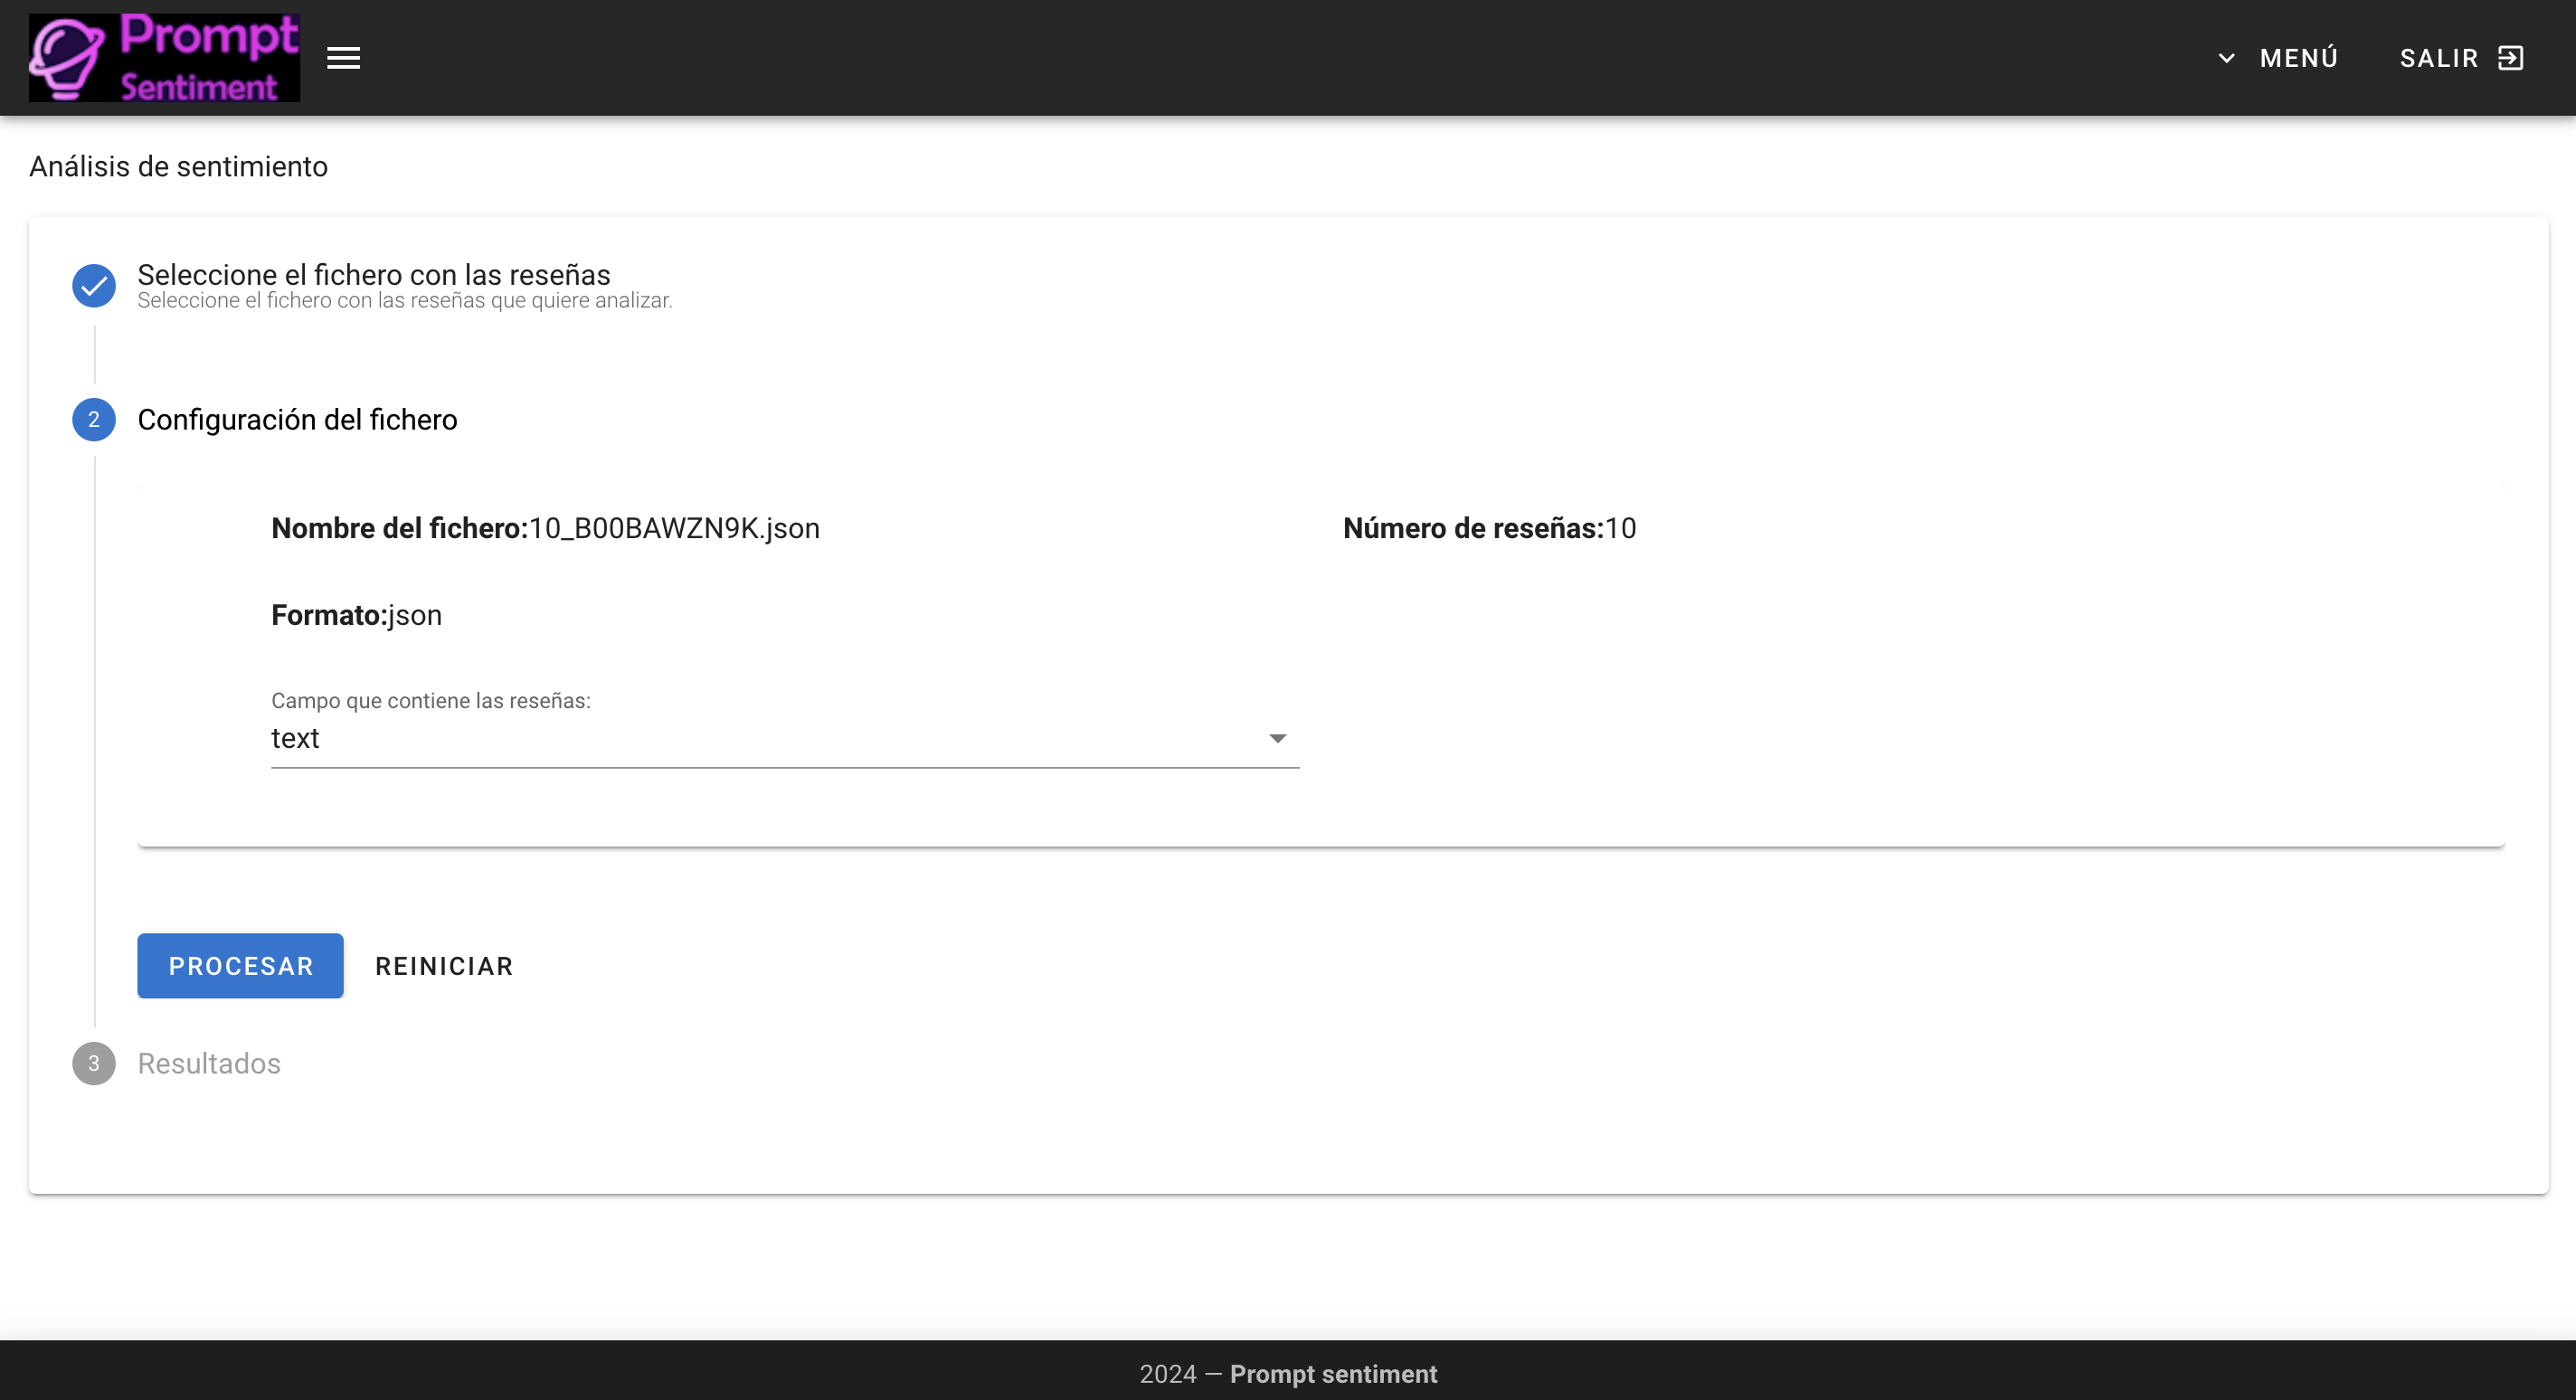 Prompt
Sentiment
MENÚ
SALIR
Análisis de sentimiento
Seleccione el fichero con las reseñas
Seleccione el fichero con las reseñas que quiere analizar.
2 Configuración del fichero
Nombre del fichero:10_B00BAWZN9K.json
Número de reseñas:10
Formato:json
Campo que contiene las reseñas:
text
PROCESAR
REINICIAR
3 Resultados
2024 — Prompt sentiment